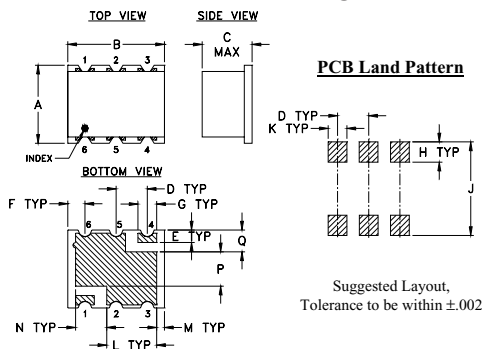 TOP VIEW
SIDE VIEW
B
C
MAX
1 2 3
A
INDEX
6 5 4
BOTTOM VIEW
D TYP
F TYP
G TYP
6 5 4
E TYP
Q
P
1 2 3
N TYP
M TYP
L TYP
PCB Land Pattern
D TYP
K TYP
H TYP
J
Suggested Layout,
Tolerance to be within ±.002